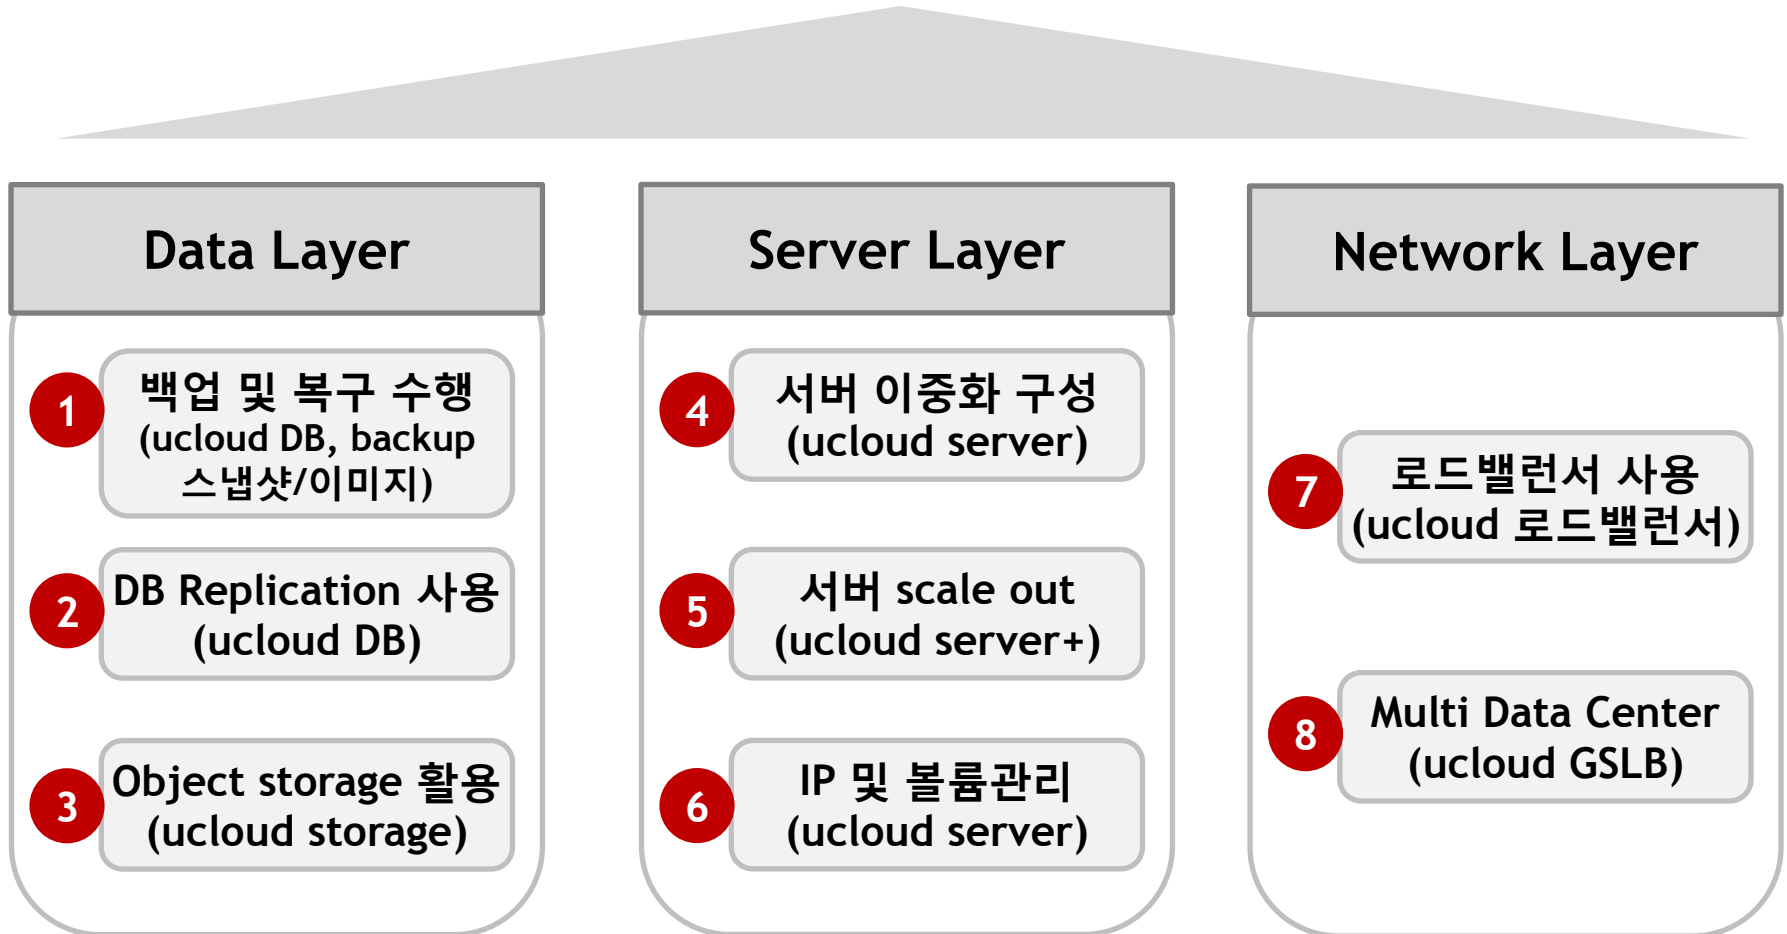 Data Layer
1
백업 및 복구 수행
(ucloud DB, backup
스냅샷/이미지)
2
DB Replication 사용
(ucloud DB)
3
Object storage 활용
(ucloud storage)
Server Layer
4
서버 이중화 구성
(ucloud server)
5
서버 scale out
(ucloud server+)
6
IP 및 볼륨관리
(ucloud server)
Network Layer
7
로드밸런서 사용
(ucloud 로드밸런서)
8
Multi Data Center
(ucloud GSLB)